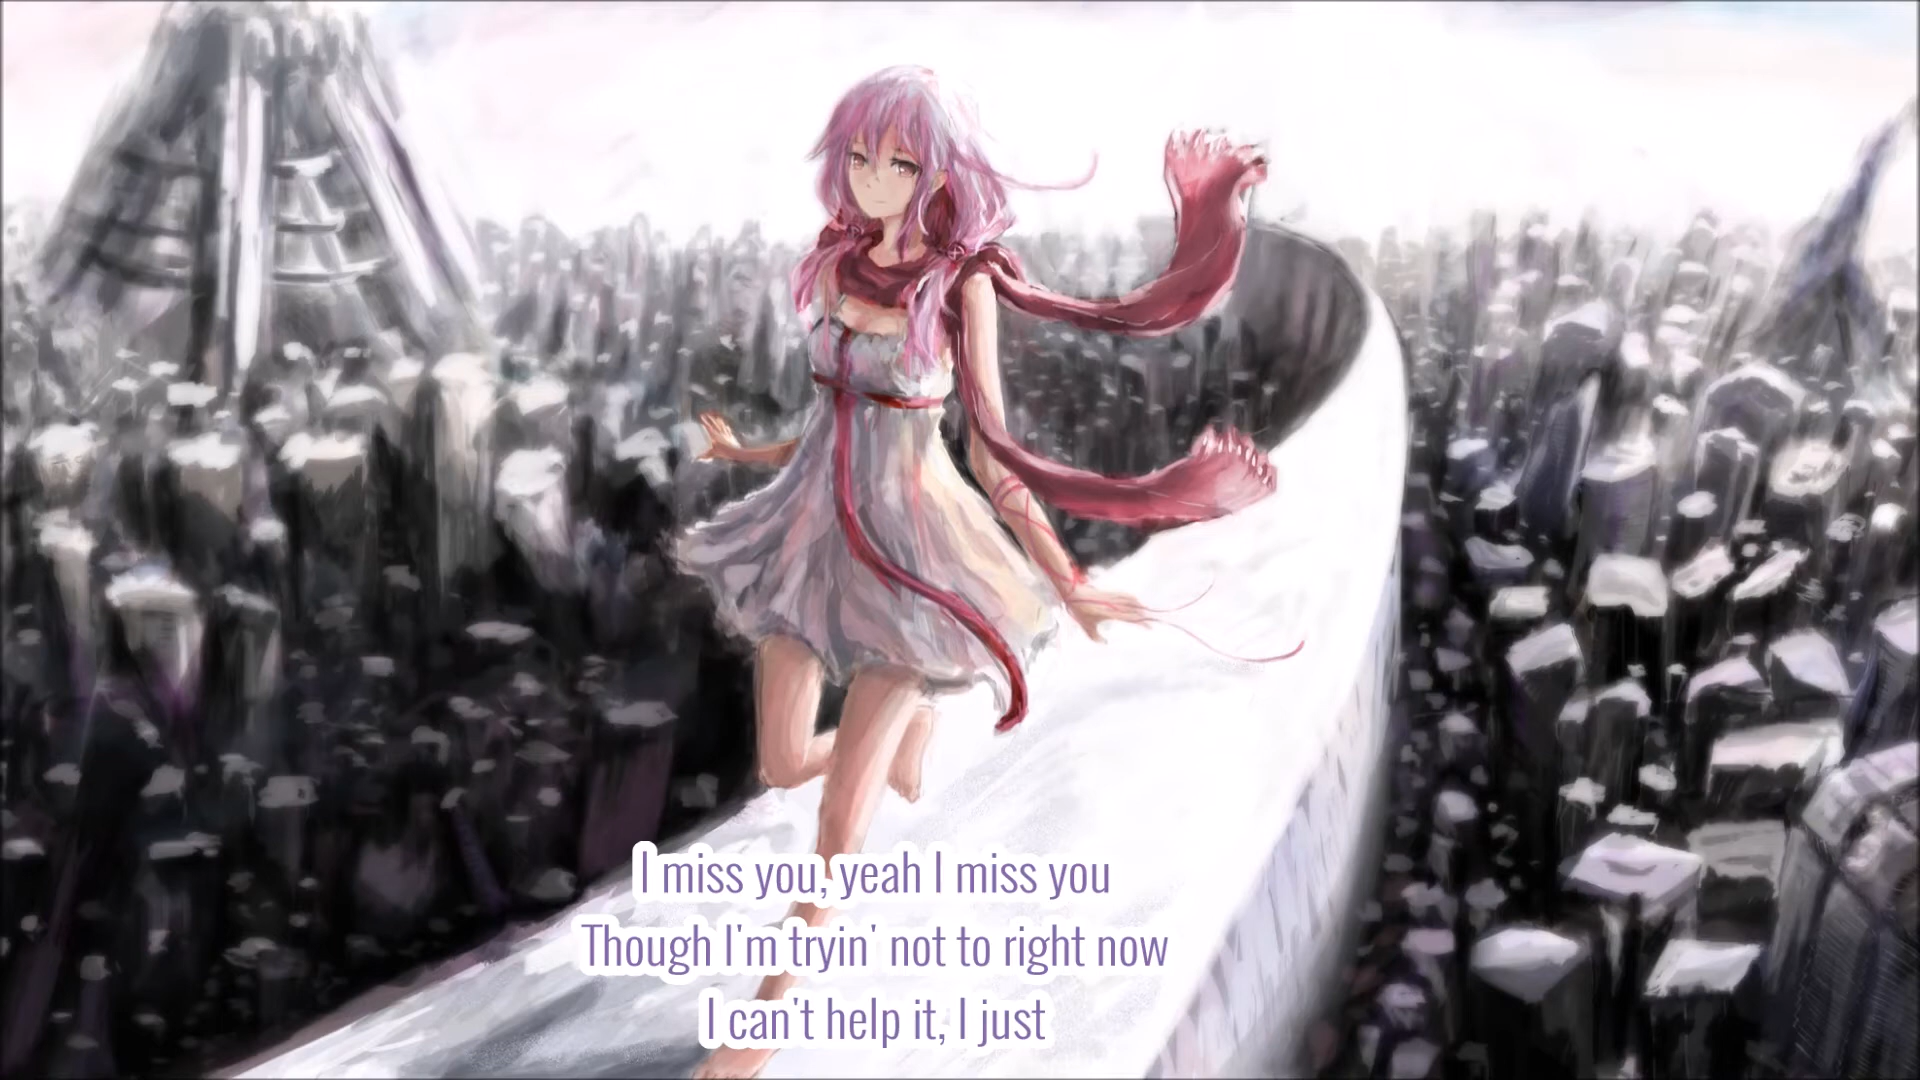 I miss you, yeah I miss you
Though I'm tryin' not to right now
I can't help it, I just